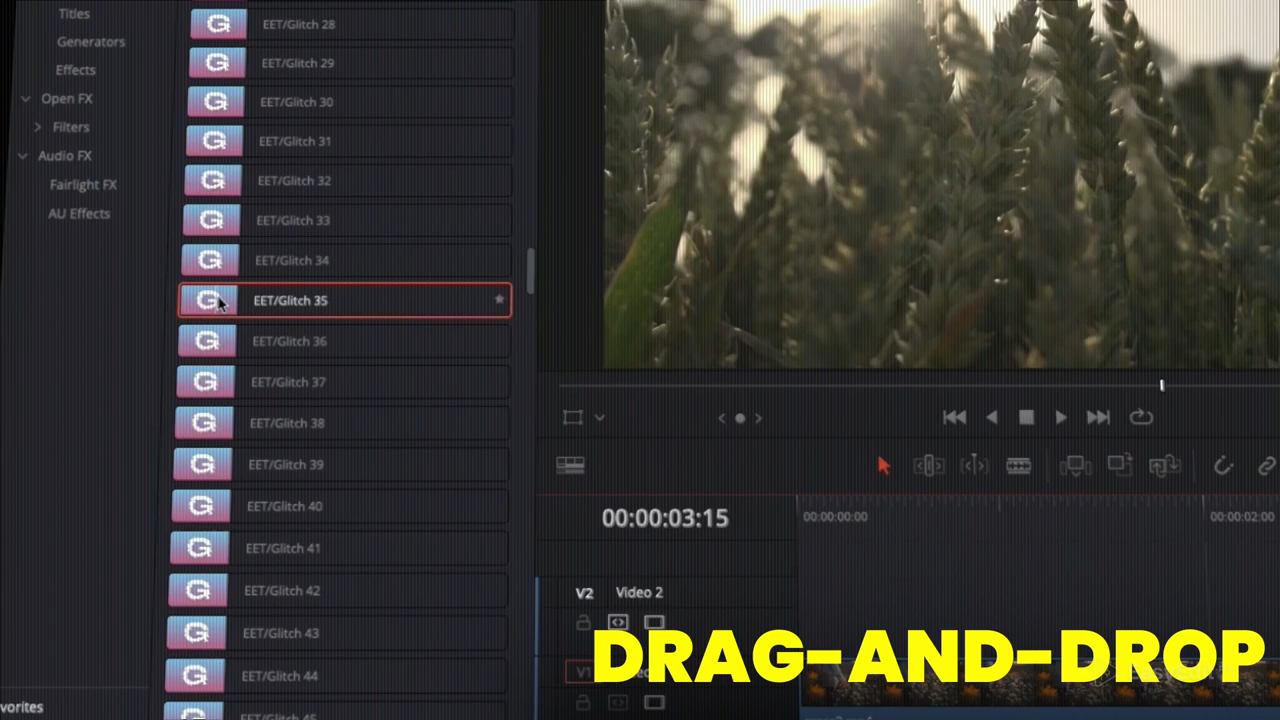 Titles
Generators
Effects
Open FX
Filters
Audio FX
Fairlight FX
AU Effects
vorites
EET/Glitch 28
EET/Glitch 29
EET/Glitch 30
EET/Glitch 31
EET/Glitch 32
EET/Glitch 33
EET/Glitch 34
EET/Glitch 35
EET/Glitch 36
EET/Glitch 37
EET/Glitch 38
EET/Glitch 39
EET/Glitch 40
EET/Glitch 41
EET/Glitch 42
EET/Glitch 43
EET/Glitch 44
EET/Glitch 45
00:00:03:15
00:00:00:00
00:00:02:00
V2 Video 2
V1
DRAG-AND-DROP